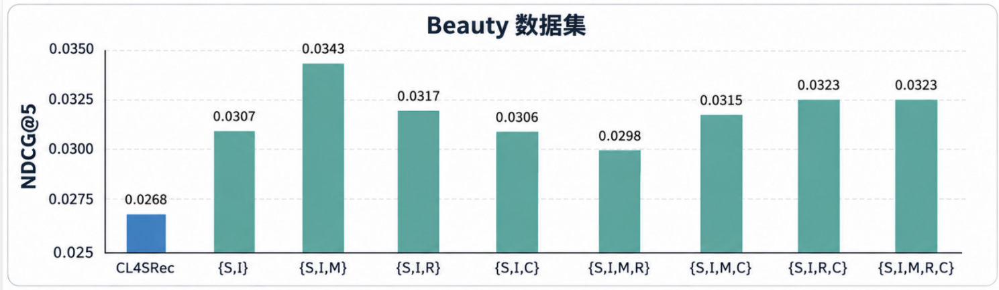 Beauty 数据集
NDCG@5
0.0350
0.0325
0.0300
0.0275
0.025
0.0268
0.0307
0.0343
0.0317
0.0306
0.0298
0.0315
0.0323
0.0323
CL4SRec
{S,I}
{S,I,M}
{S,I,R}
{S,I,C}
{S,I,M,R}
{S,I,M,C}
{S,I,R,C}
{S,I,M,R,C}